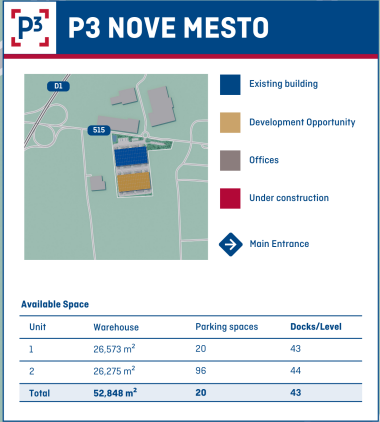 P3 P3 NOVE MESTO
D1
515
Existing building
Development Opportunity
Offices
Under construction
Main Entrance
Available Space
Unit Warehouse Parking spaces Docks/Level
1 26,573 m² 20 43
2 26,275 m² 96 44
Total 52,848 m² 20 43